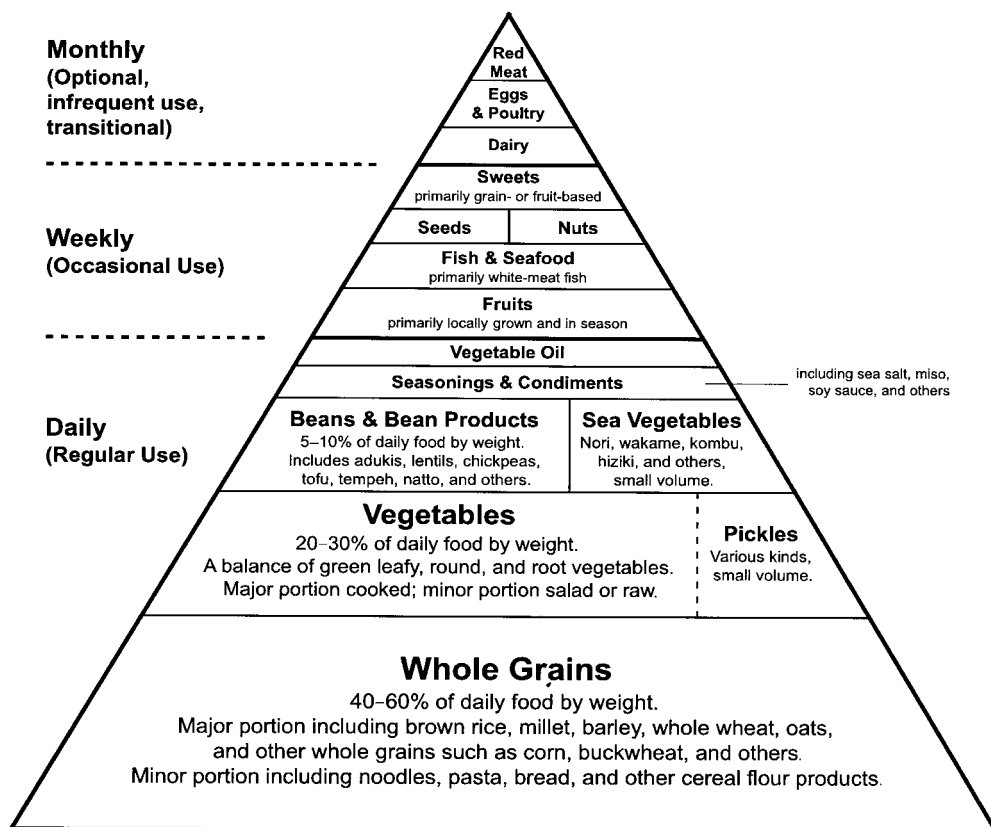 Monthly
(Optional,
infrequent use,
transitional)
Red
Meat
Eggs
& Poultry
Dairy
Weekly
(Occasional Use)
Sweets
primarily grain- or fruit-based
Seeds
Nuts
Fish & Seafood
primarily white-meat fish
Fruits
primarily locally grown and in season
Daily
(Regular Use)
Vegetable Oil
Seasonings & Condiments
including sea salt, miso,
soy sauce, and others
Beans & Bean Products
5–10% of daily food by weight.
Includes adukis, lentils, chickpeas,
tofu, tempeh, natto, and others.
Sea Vegetables
Nori, wakame, kombu,
hiziki, and others,
small volume.
Vegetables
20–30% of daily food by weight.
A balance of green leafy, round, and root vegetables.
Major portion cooked; minor portion salad or raw.
Pickles
Various kinds,
small volume.
Whole Grains
40–60% of daily food by weight.
Major portion including brown rice, millet, barley, whole wheat, oats,
and other whole grains such as corn, buckwheat, and others.
Minor portion including noodles, pasta, bread, and other cereal flour products.